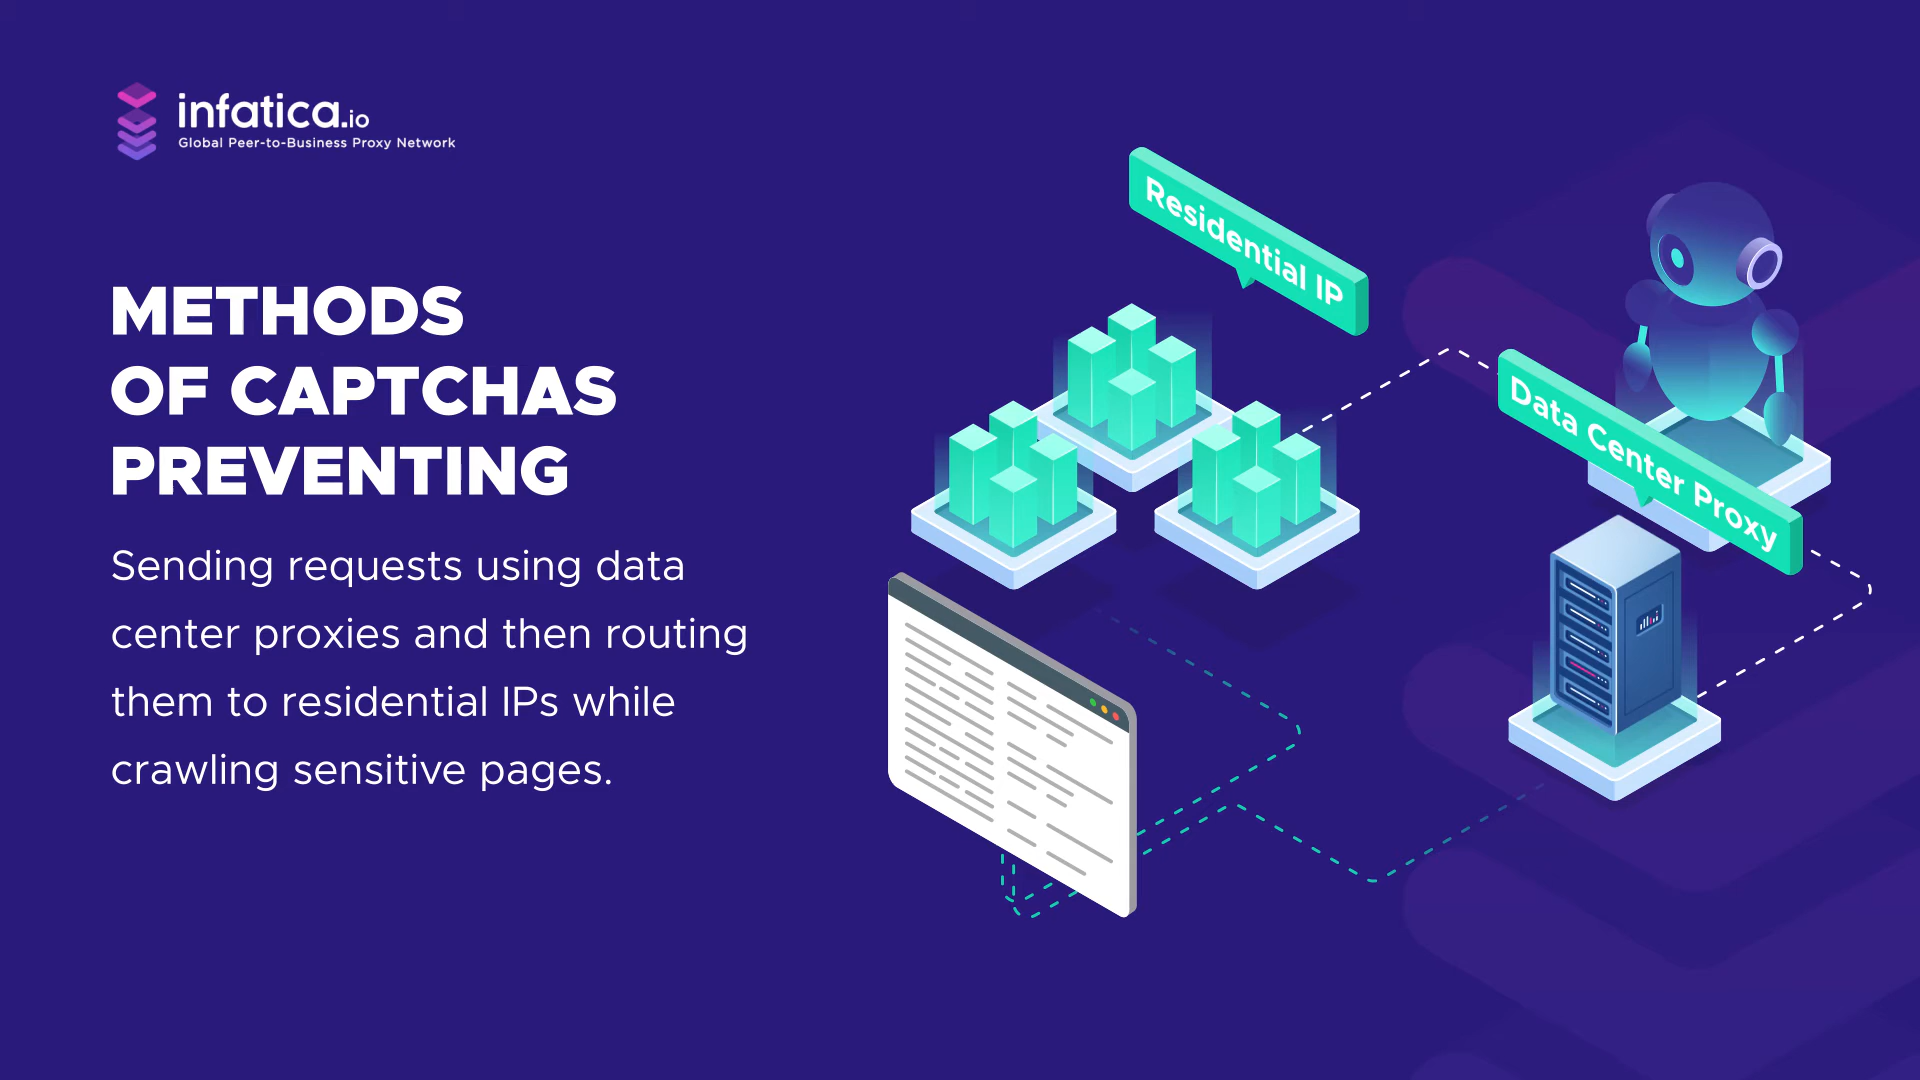 infatica.io
Global Peer-to-Business Proxy Network
METHODS
OF CAPTCHAS
PREVENTING
Sending requests using data
center proxies and then routing
them to residential IPs while
crawling sensitive pages.
Residential IP
Data Center Proxy